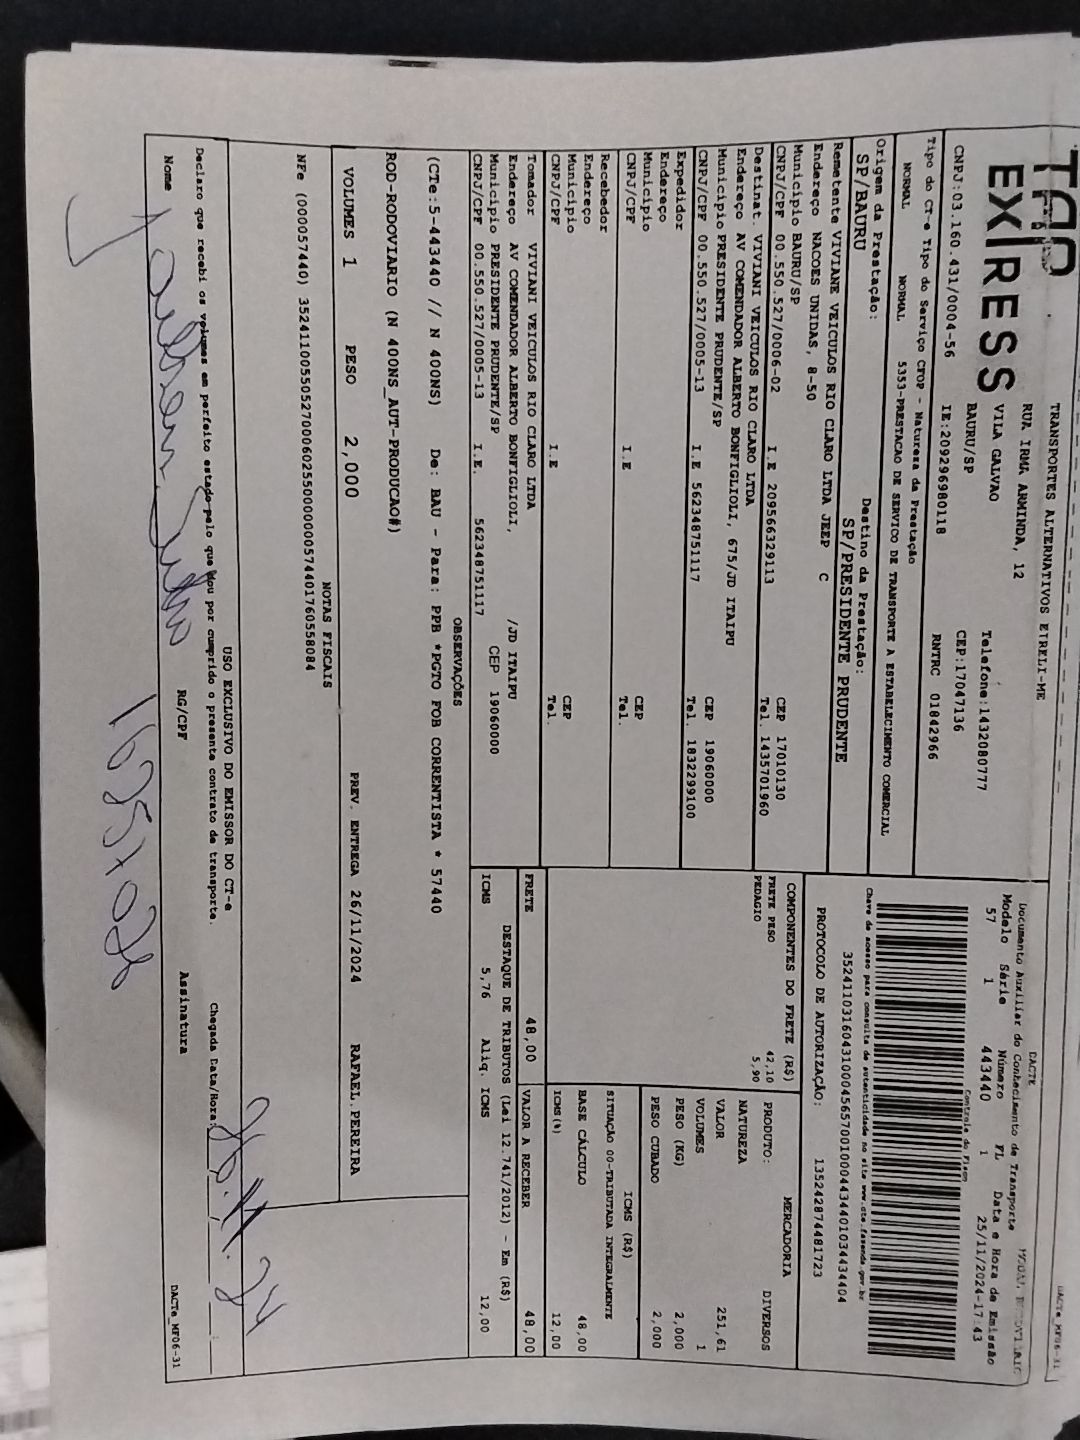 DACTe_MF06-31
TAP
EXPRESS
TRANSPORTES ALTERNATIVOS EIRELI-ME
RUA IRMA ARMINDA, 12
VILA GALVAO
BAURU/SP
Telefone:1432080777
CEP:17047136
CNPJ:03.160.431/0004-56
IE:209296980118
RNTRC 01842966
DACTE
Documento Auxiliar do Conhecimento de Transporte
Modelo Série Número FL Data e Hora de Emissão
57 1 443440 1 25/11/2024-17:43
Controle do Fisco
Chave de acesso para consulta de autenticidade no site www.cte.fazenda.gov.br
35241103160431000456570010004434401034434404
PROTOCOLO DE AUTORIZAÇÃO: 135242874481723
Tipo do CT-e Tipo do Serviço CFOP - Natureza da Prestação
NORMAL NORMAL 5353-PRESTACAO DE SERVICO DE TRANSPORTE A ESTABELECIMENTO COMERCIAL
Origem da Prestação: Destino da Prestação:
SP/BAURU SP/PRESIDENTE PRUDENTE
Remetente VIVIANE VEICULOS RIO CLARO LTDA JEEP C
Endereço NACOES UNIDAS, 8-50
Município BAURU/SP CEP 17010130
CNPJ/CPF 00.550.527/0006-02 I.E 209566329113 Tel. 1435701960
Destinat. VIVIANI VEICULOS RIO CLARO LTDA
Endereço AV COMENDADOR ALBERTO BONFIGLIOLI, 675/JD ITAIPU
Município PRESIDENTE PRUDENTE/SP CEP 19060000
CNPJ/CPF 00.550.527/0005-13 I.E 562348751117 Tel. 1832299100
Expedidor
Endereço
Município CEP
CNPJ/CPF I.E Tel.
Recebedor
Endereço
Município CEP
CNPJ/CPF I.E Tel.
Tomador VIVIANI VEICULOS RIO CLARO LTDA
Endereço AV COMENDADOR ALBERTO BONFIGLIOLI, /JD ITAIPU
Município PRESIDENTE PRUDENTE/SP CEP 19060000
CNPJ/CPF 00.550.527/0005-13 I.E. 562348751117
COMPONENTES DO FRETE (R$)
FRETE PESO 42,10
PEDAGIO 5,90
MERCADORIA
PRODUTO: DIVERSOS
NATUREZA
VALOR 251,61
VOLUMES 1
PESO (KG) 2,000
PESO CUBADO 2,000
ICMS (R$)
SITUAÇÃO 00-TRIBUTADA INTEGRALMENTE
BASE CÁLCULO 48,00
ICMS(%) 12,00
FRETE 48,00 VALOR A RECEBER 48,00
DESTAQUE DE TRIBUTOS (Lei 12.741/2012) - Em (R$)
ICMS 5,76 Aliq. ICMS 12,00
OBSERVAÇÕES
(CTe:5-443440 // N 400NS) De: BAU - Para: PPB *PGTO FOB CORRENTISTA * 57440
ROD-RODOVIARIO (N 400NS_AUT-PRODUCAO#)
VOLUMES 1 PESO 2,000 PREV. ENTREGA 26/11/2024 RAFAEL.PEREIRA
NOTAS FISCAIS
NFe (000057440) 35241100550527000602550000000574401760558084
USO EXCLUSIVO DO EMISSOR DO CT-e
Declaro que recebi os volumes em perfeito estado pelo que dou por cumprido o presente contrato de transporte. Chegada Data/Hora: 26.11.24
Nome RG/CPF Assinatura
DACTe_MF06-31